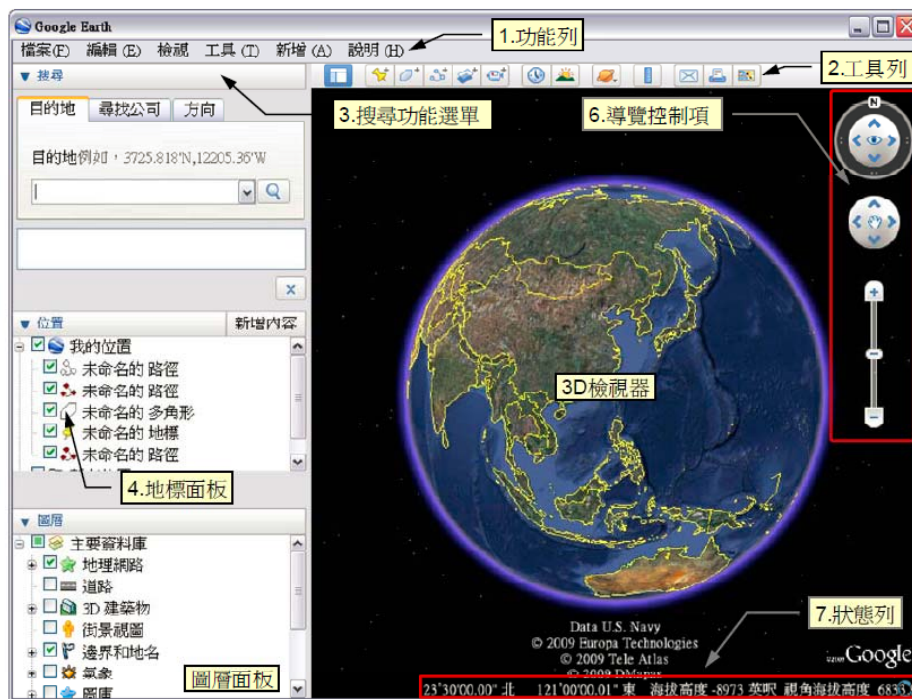 Google Earth
檔案(F) 編輯(E) 檢視 工具(T) 新增(A) 說明(H)
1.功能列
2.工具列
搜尋
目的地 尋找公司 方向
3.搜尋功能選單
6.導覽控制項
N
目的地例如，3725.818'N,12205.36'W
位置 新增內容
我的位置
未命名的 路徑
未命名的 路徑
未命名的 多角形
未命名的 地標
未命名的 路徑
3D檢視器
4.地標面板
圖層
主要資料庫
地理網路
道路
3D 建築物
街景視圖
邊界和地名
氣象
圖庫
圖層面板
7.狀態列
Data U.S. Navy
© 2009 Europa Technologies
© 2009 Tele Atlas
© 2009 DMapas
©2009 Google
23°30'00.00" 北 121°00'00.01" 東 海拔高度 -8973 英呎 視角海拔高度